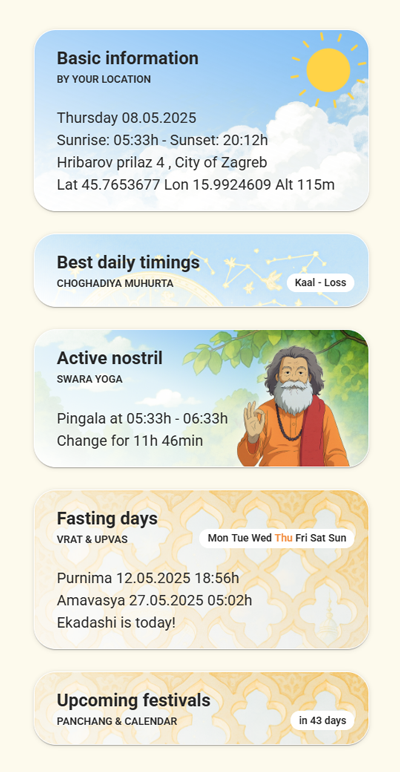 Basic information
BY YOUR LOCATION
Thursday 08.05.2025
Sunrise: 05:33h - Sunset: 20:12h
Hribarov prilaz 4 , City of Zagreb
Lat 45.7653677 Lon 15.9924609 Alt 115m
Best daily timings
CHOGHADIYA MUHURTA
Kaal - Loss
Active nostril
SWARA YOGA
Pingala at 05:33h - 06:33h
Change for 11h 46min
Fasting days
VRAT & UPVAS
Mon Tue Wed Thu Fri Sat Sun
Purnima 12.05.2025 18:56h
Amavasya 27.05.2025 05:02h
Ekadashi is today!
Upcoming festivals
PANCHANG & CALENDAR
in 43 days